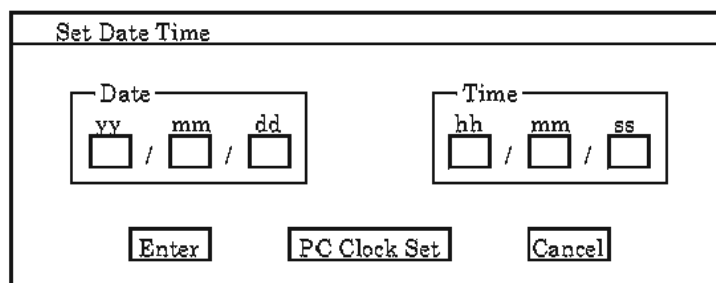 Set Date Time
Date Time
yy mm dd hh mm ss
/ / / /
Enter PC Clock Set Cancel